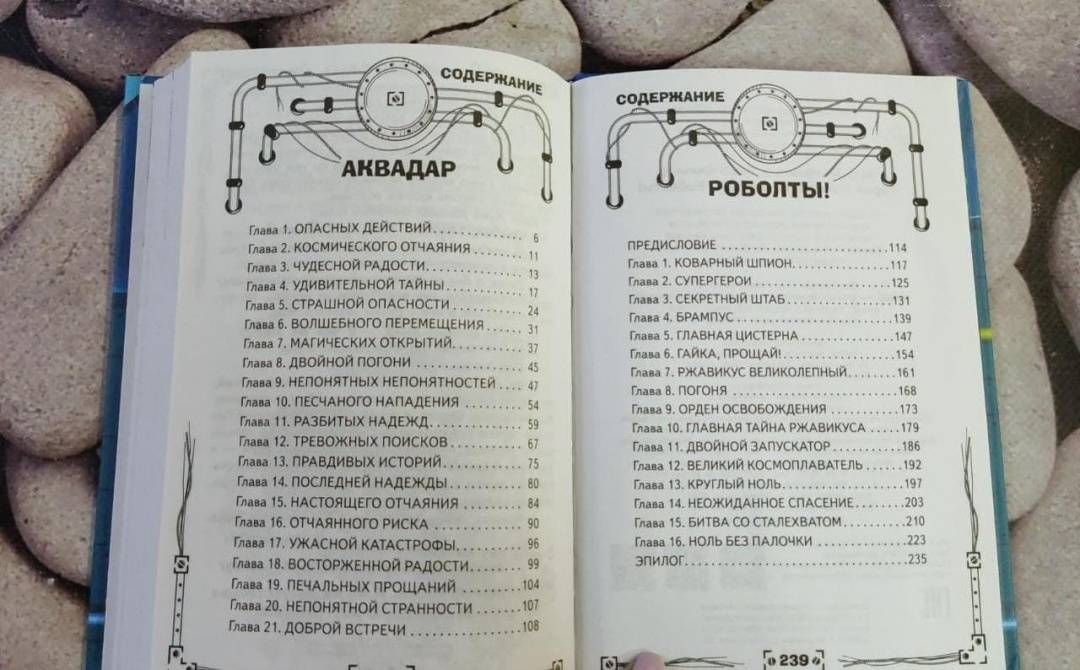 СОДЕРЖАНИЕ
АКВАДАР
Глава 1. ОПАСНЫХ ДЕЙСТВИЙ.................. 6
Глава 2. КОСМИЧЕСКОГО ОТЧАЯНИЯ........ 11
Глава 3. ЧУДЕСНОЙ РАДОСТИ.................. 13
Глава 4. УДИВИТЕЛЬНОЙ ТАЙНЫ............. 17
Глава 5. СТРАШНОЙ ОПАСНОСТИ............. 24
Глава 6. ВОЛШЕБНОГО ПЕРЕМЕЩЕНИЯ...... 31
Глава 7. МАГИЧЕСКИХ ОТКРЫТИЙ............. 37
Глава 8. ДВОЙНОЙ ПОГОНИ.................... 45
Глава 9. НЕПОНЯТНЫХ НЕПОНЯТНОСТЕЙ.... 47
Глава 10. ПЕСЧАНОГО НАПАДЕНИЯ.......... 54
Глава 11. РАЗБИТЫХ НАДЕЖД................. 59
Глава 12. ТРЕВОЖНЫХ ПОИСКОВ............ 67
Глава 13. ПРАВДИВЫХ ИСТОРИЙ............. 75
Глава 14. ПОСЛЕДНЕЙ НАДЕЖДЫ............ 80
Глава 15. НАСТОЯЩЕГО ОТЧАЯНИЯ.......... 84
Глава 16. ОТЧАЯННОГО РИСКА................ 90
Глава 17. УЖАСНОЙ КАТАСТРОФЫ........... 96
Глава 18. ВОСТОРЖЕННОЙ РАДОСТИ........ 99
Глава 19. ПЕЧАЛЬНЫХ ПРОЩАНИЙ.......... 104
Глава 20. НЕПОНЯТНОЙ СТРАННОСТИ....... 107
Глава 21. ДОБРОЙ ВСТРЕЧИ.................. 108
СОДЕРЖАНИЕ
РОБОЛТЫ!
ПРЕДИСЛОВИЕ........................114
Глава 1. КОВАРНЫЙ ШПИОН..............117
Глава 2. СУПЕРГЕРОИ....................125
Глава 3. СЕКРЕТНЫЙ ШТАБ...............131
Глава 4. БРАМПУС.......................139
Глава 5. ГЛАВНАЯ ЦИСТЕРНА.............147
Глава 6. ГАЙКА, ПРОЩАЙ!................154
Глава 7. РЖАВИКУС ВЕЛИКОЛЕПНЫЙ.......161
Глава 8. ПОГОНЯ........................168
Глава 9. ОРДЕН ОСВОБОЖДЕНИЯ..........173
Глава 10. ГЛАВНАЯ ТАЙНА РЖАВИКУСА.....179
Глава 11. ДВОЙНОЙ ЗАПУСКАТОР..........186
Глава 12. ВЕЛИКИЙ КОСМОПЛАВАТЕЛЬ......192
Глава 13. КРУГЛЫЙ НОЛЬ.................197
Глава 14. НЕОЖИДАННОЕ СПАСЕНИЕ.......203
Глава 15. БИТВА СО СТАЛЕХВАТОМ........210
Глава 16. НОЛЬ БЕЗ ПАЛОЧКИ............223
ЭПИЛОГ...............................235
239